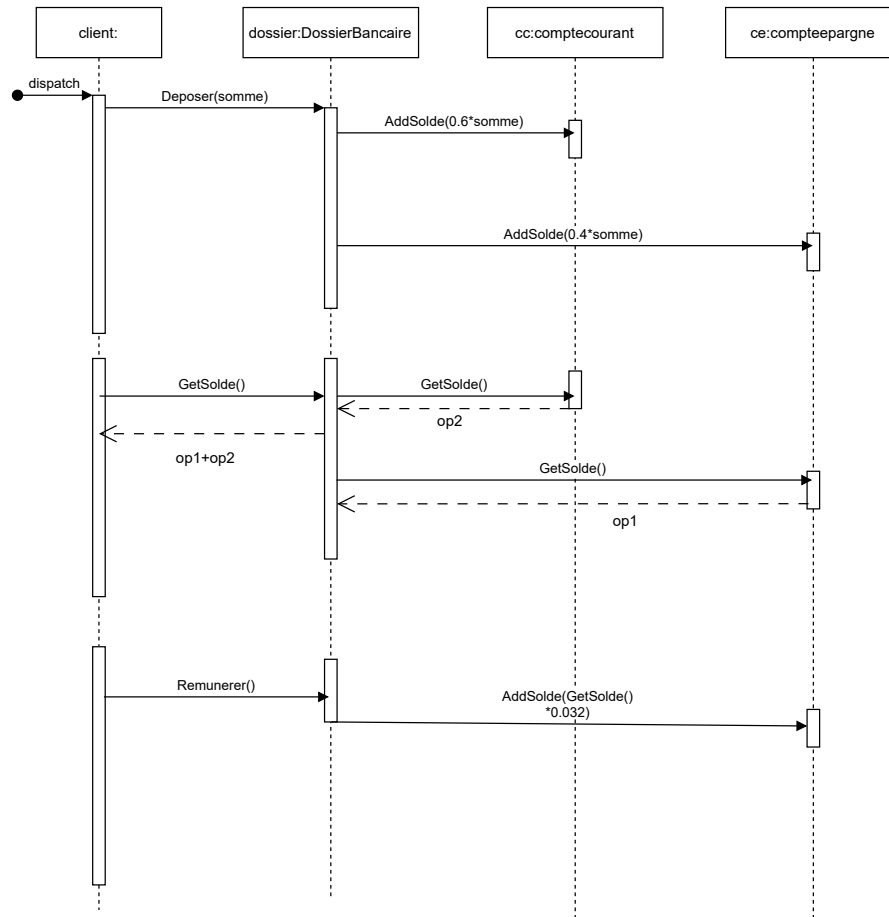 client:
dossier:DossierBancaire
cc:comptecourant
ce:compteepargne
dispatch
Deposer(somme)
AddSolde(0.6*somme)
AddSolde(0.4*somme)
GetSolde()
GetSolde()
op2
op1+op2
GetSolde()
op1
Remunerer()
AddSolde(GetSolde()
*0.032)